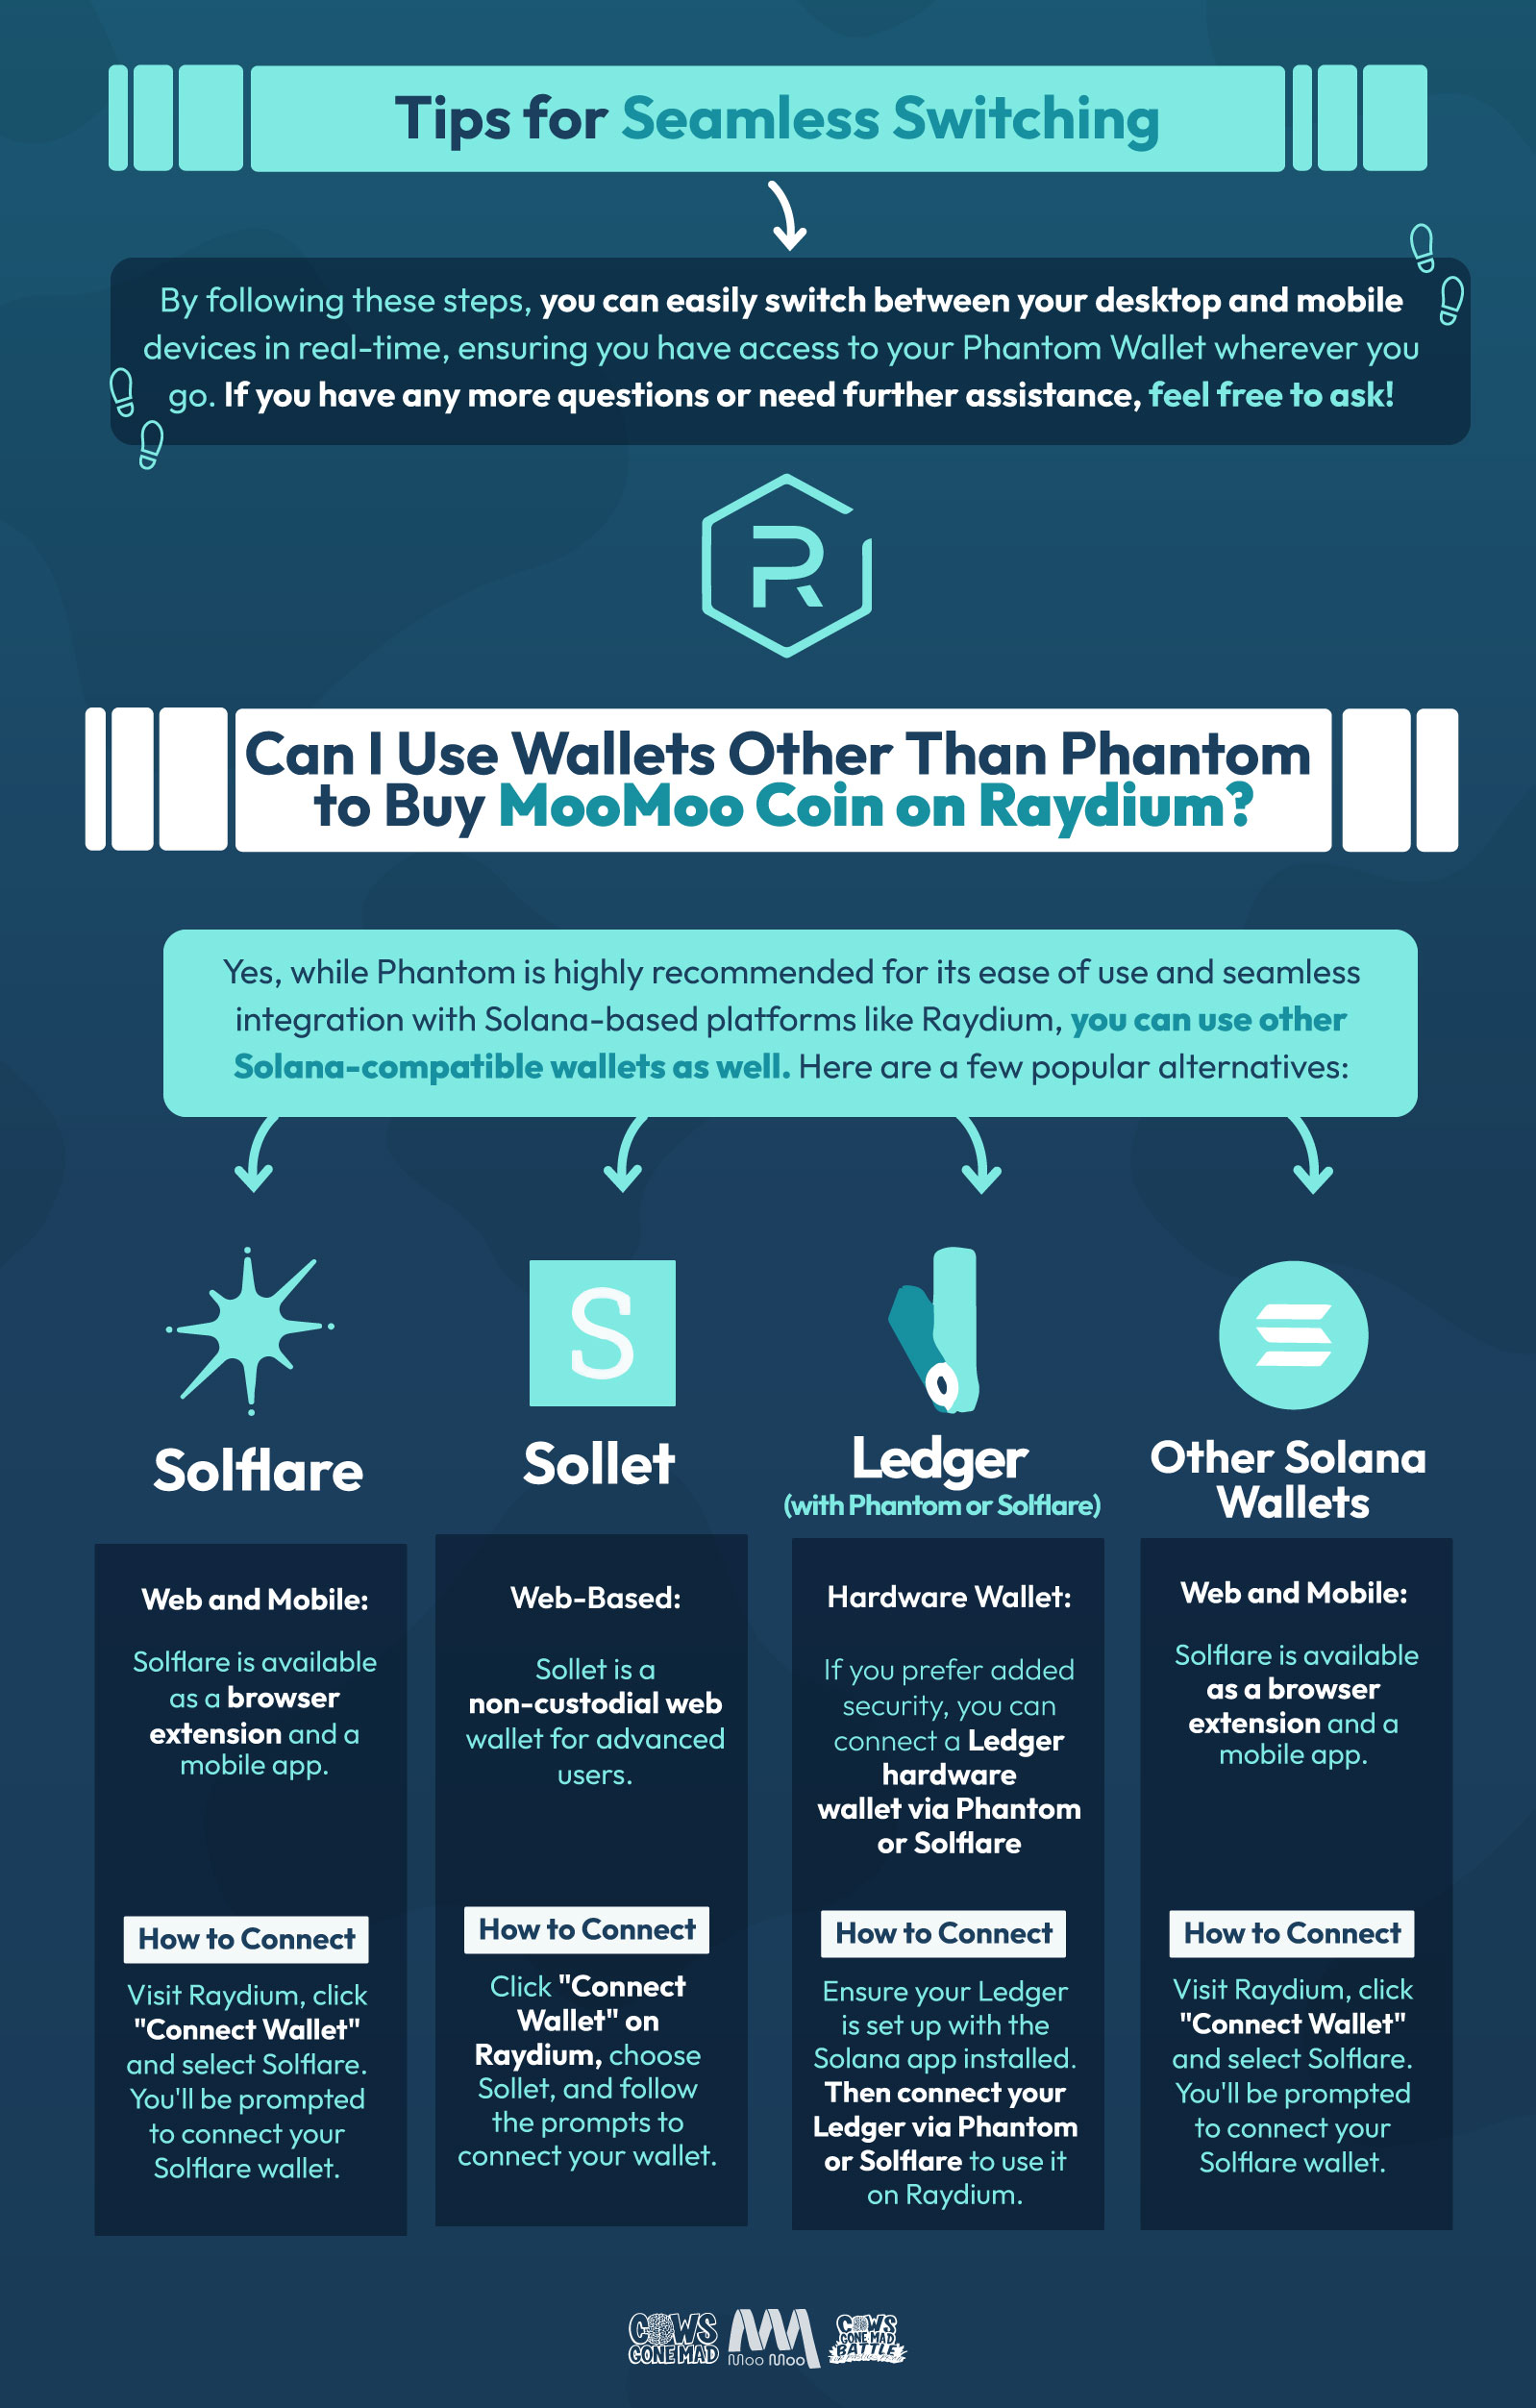 Tips for Seamless Switching
By following these steps, you can easily switch between your desktop and mobile
devices in real-time, ensuring you have access to your Phantom Wallet wherever you
go. If you have any more questions or need further assistance, feel free to ask!
R
Can I Use Wallets Other Than Phantom
to Buy MooMoo Coin on Raydium?
Yes, while Phantom is highly recommended for its ease of use and seamless
integration with Solana-based platforms like Raydium, you can use other
Solana-compatible wallets as well. Here are a few popular alternatives:
Solflare
Web and Mobile:
Solflare is available
as a browser
extension and a
mobile app.
How to Connect
Visit Raydium, click
"Connect Wallet"
and select Solflare.
You'll be prompted
to connect your
Solflare wallet.
S
Sollet
Web-Based:
Sollet is a
non-custodial web
wallet for advanced
users.
How to Connect
Click "Connect
Wallet" on
Raydium, choose
Sollet, and follow
the prompts to
connect your wallet.
Ledger
(with Phantom or Solflare)
Hardware Wallet:
If you prefer added
security, you can
connect a Ledger
hardware
wallet via Phantom
or Solflare
How to Connect
Ensure your Ledger
is set up with the
Solana app installed.
Then connect your
Ledger via Phantom
or Solflare to use it
on Raydium.
Other Solana
Wallets
Web and Mobile:
Solflare is available
as a browser
extension and a
mobile app.
How to Connect
Visit Raydium, click
"Connect Wallet"
and select Solflare.
You'll be prompted
to connect your
Solflare wallet.
COWS
GONE MAD
Moo Moo
COWS
GONE MAD
BATTLE